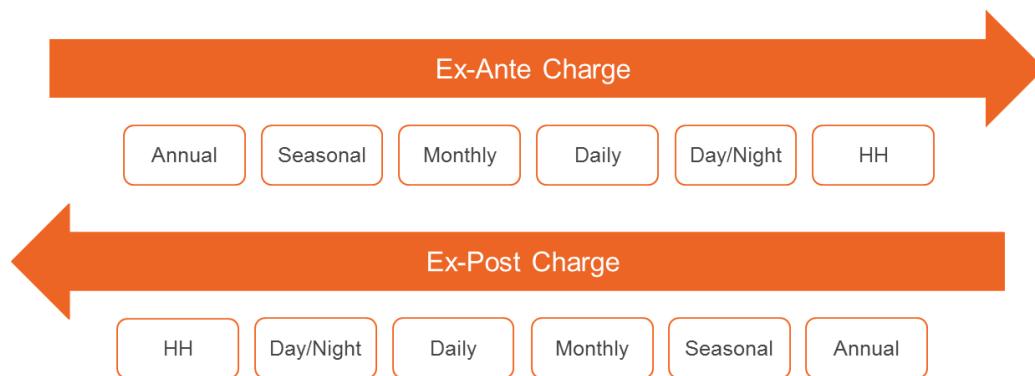 Ex-Ante Charge
Annual Seasonal Monthly Daily Day/Night HH
Ex-Post Charge
HH Day/Night Daily Monthly Seasonal Annual